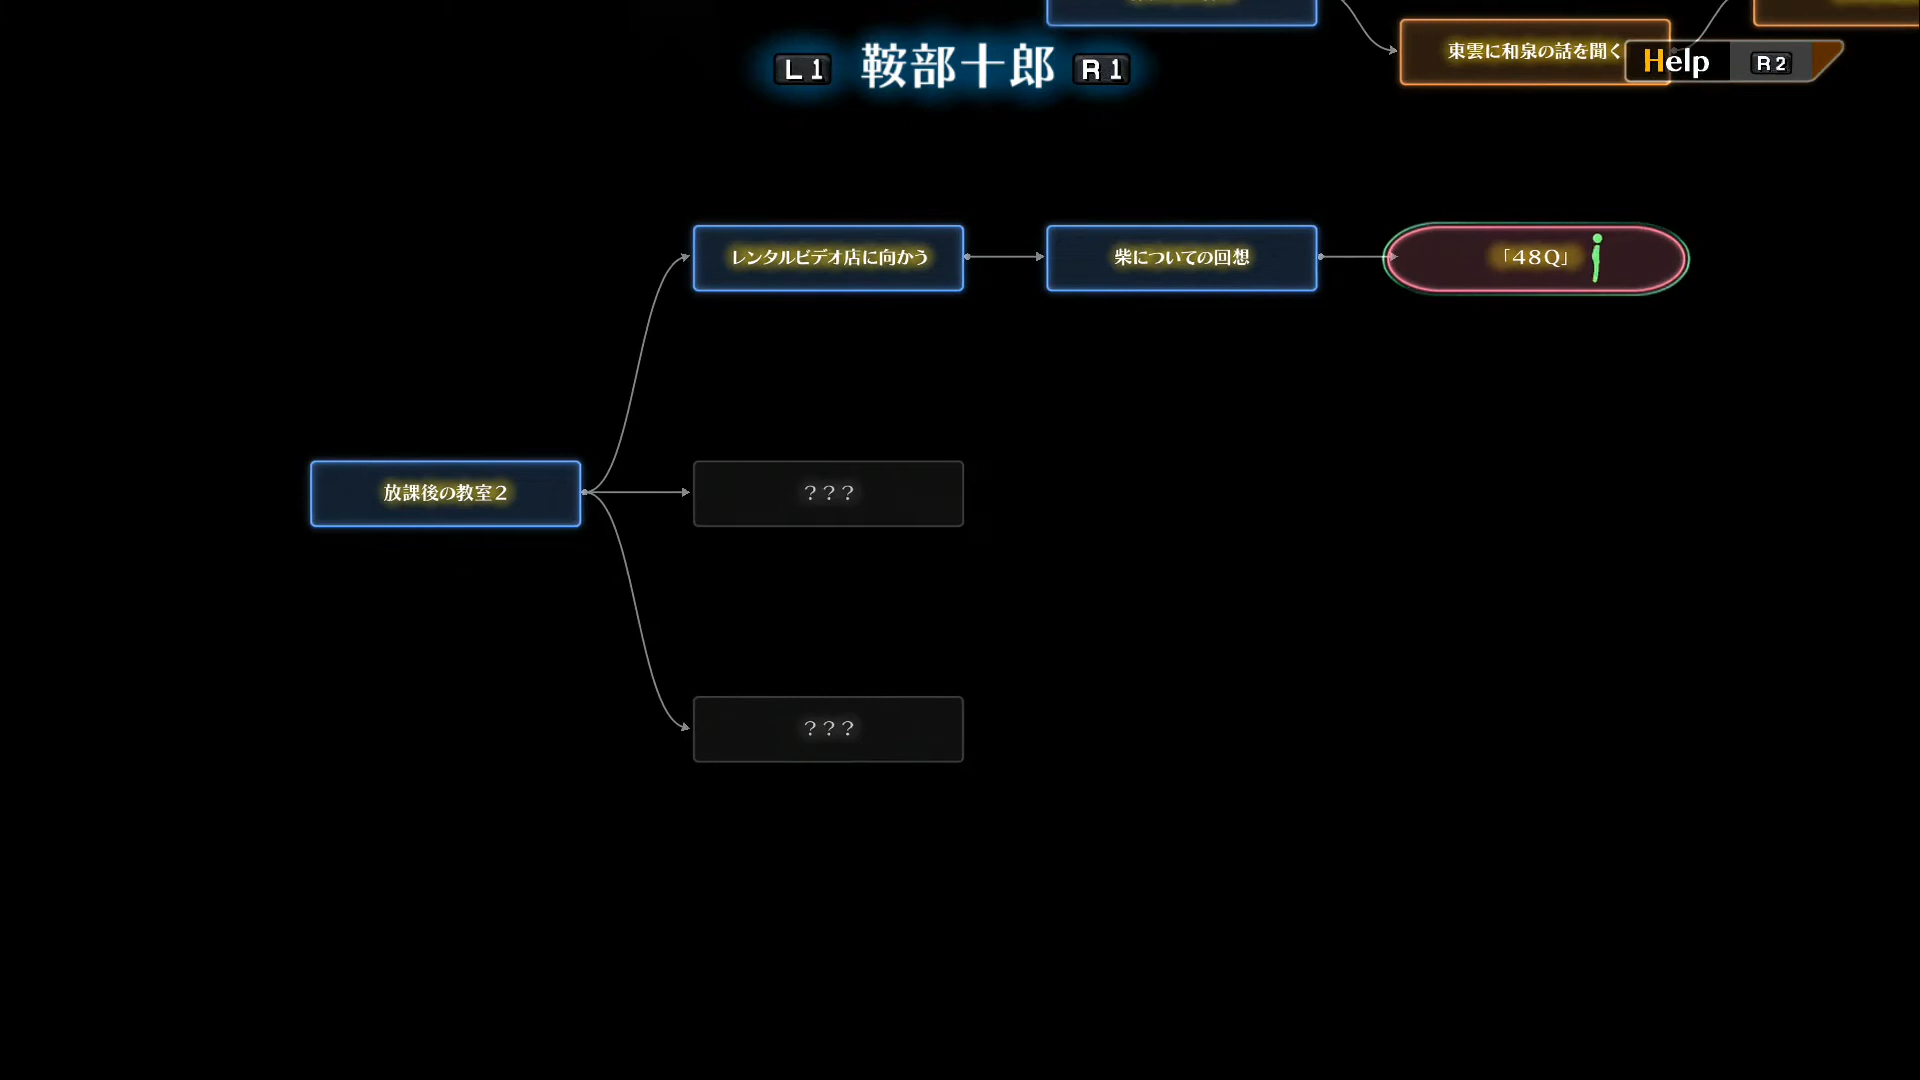 L1 鞍部十郎 R1
東雲に和泉の話を聞く
Help R2
レンタルビデオ店に向かう
柴についての回想
「48Q」
放課後の教室２
？？？
？？？